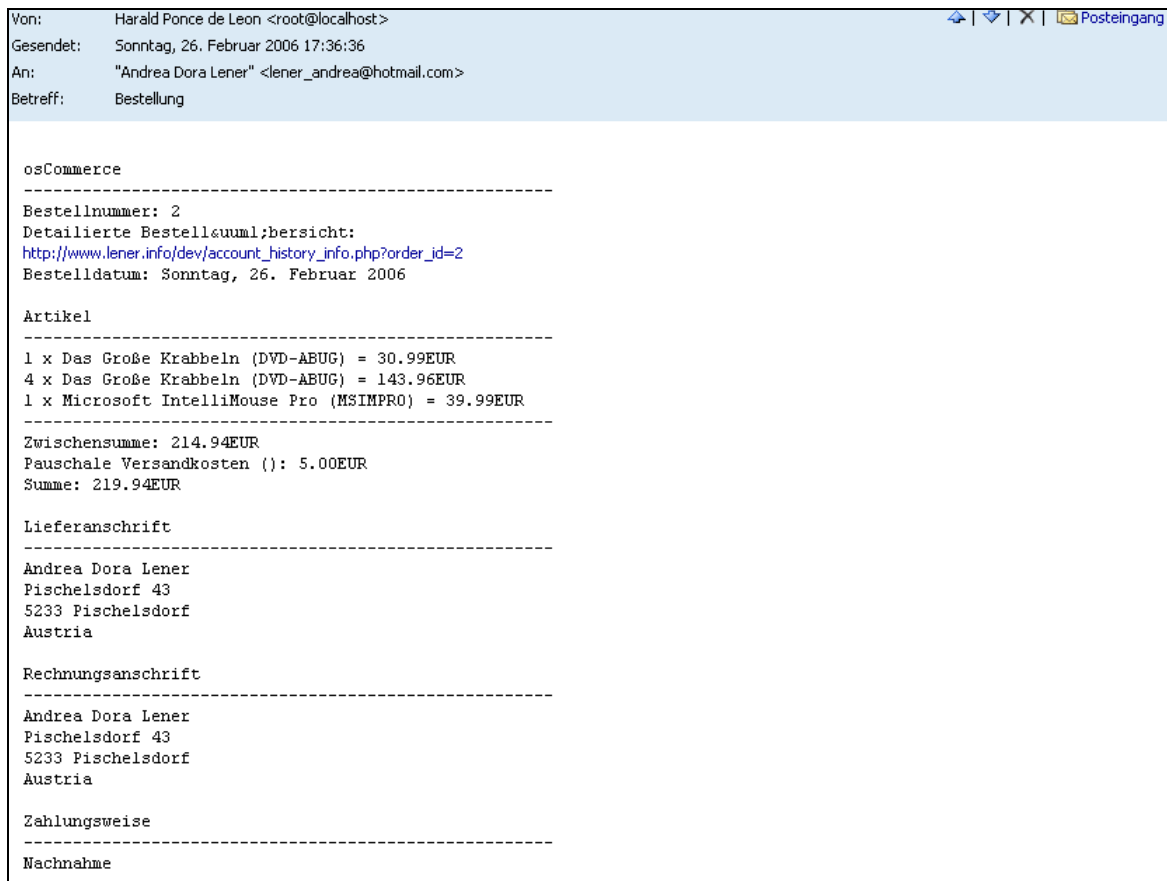 Von: Harald Ponce de Leon <root@localhost> | | X | Posteingang
Gesendet: Sonntag, 26. Februar 2006 17:36:36
An: "Andrea Dora Lener" <lener_andrea@hotmail.com>
Betreff: Bestellung
osCommerce
------------------------------------------------------
Bestellnummer: 2
Detailierte Bestell&uuml;bersicht:
http://www.lener.info/dev/account_history_info.php?order_id=2
Bestelldatum: Sonntag, 26. Februar 2006
Artikel
------------------------------------------------------
1 x Das Große Krabbeln (DVD-ABUG) = 30.99EUR
4 x Das Große Krabbeln (DVD-ABUG) = 143.96EUR
1 x Microsoft IntelliMouse Pro (MSIMPRO) = 39.99EUR
------------------------------------------------------
Zwischensumme: 214.94EUR
Pauschale Versandkosten (): 5.00EUR
Summe: 219.94EUR
Lieferanschrift
------------------------------------------------------
Andrea Dora Lener
Pischelsdorf 43
5233 Pischelsdorf
Austria
Rechnungsanschrift
------------------------------------------------------
Andrea Dora Lener
Pischelsdorf 43
5233 Pischelsdorf
Austria
Zahlungsweise
------------------------------------------------------
Nachnahme